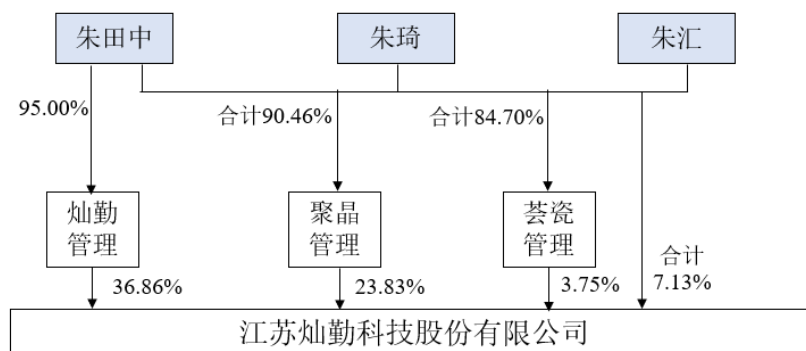 朱田中
朱琦
朱汇
95.00%
合计90.46%
合计84.70%
灿勤
管理
聚晶
管理
荟瓷
管理
合计
7.13%
36.86%
23.83%
3.75%
江苏灿勤科技股份有限公司